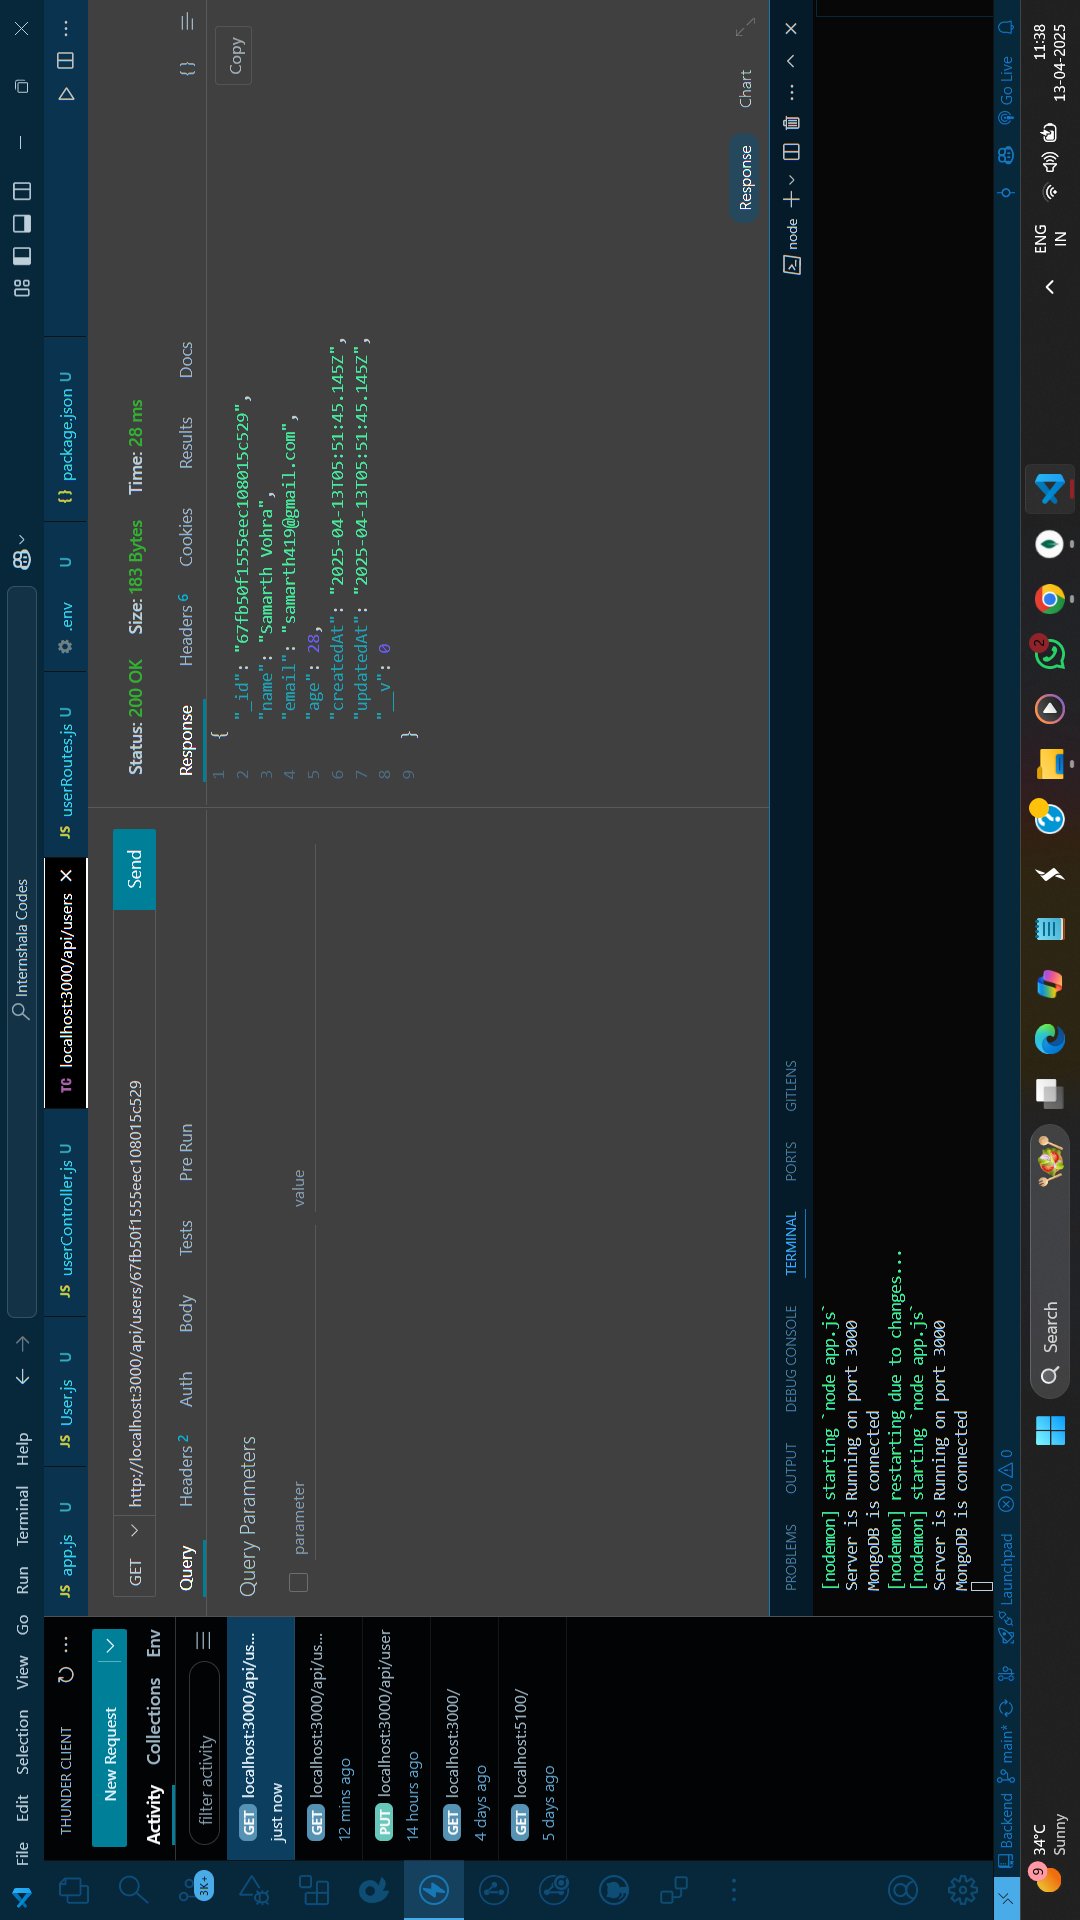 File Edit Selection View Go Run Terminal Help
Internshala Codes
THUNDER CLIENT
New Request
Activity Collections Env
filter activity
GET localhost:3000/api/us...
just now
GET localhost:3000/api/us...
12 mins ago
PUT localhost:3000/api/user
14 hours ago
GET localhost:3000/
4 days ago
GET localhost:5100/
5 days ago
3K+
JS app.js U
JS User.js U
JS userController.js U
TC localhost:3000/api/users
JS userRoutes.js U
.env U
{} package.json U
GET
http://localhost:3000/api/users/67fb50f1555eec108015c529
Send
Query Headers 2 Auth Body Tests Pre Run
Query Parameters
parameter value
Status: 200 OK Size: 183 Bytes Time: 28 ms
Response Headers 6 Cookies Results Docs
{}
Copy
1 {
2 "_id": "67fb50f1555eec108015c529",
3 "name": "Samarth Vohra",
4 "email": "samarth419@gmail.com",
5 "age": 28,
6 "createdAt": "2025-04-13T05:51:45.145Z",
7 "updatedAt": "2025-04-13T05:51:45.145Z",
8 "__v": 0
9 }
Response Chart
PROBLEMS OUTPUT DEBUG CONSOLE TERMINAL PORTS GITLENS
node
[nodemon] starting `node app.js`
Server is Running on port 3000
MongoDB is connected
[nodemon] restarting due to changes...
[nodemon] starting `node app.js`
Server is Running on port 3000
MongoDB is connected
Backend main* Launchpad 0 0
Go Live
9
34°C
Sunny
Search
2
ENG
IN
11:38
13-04-2025